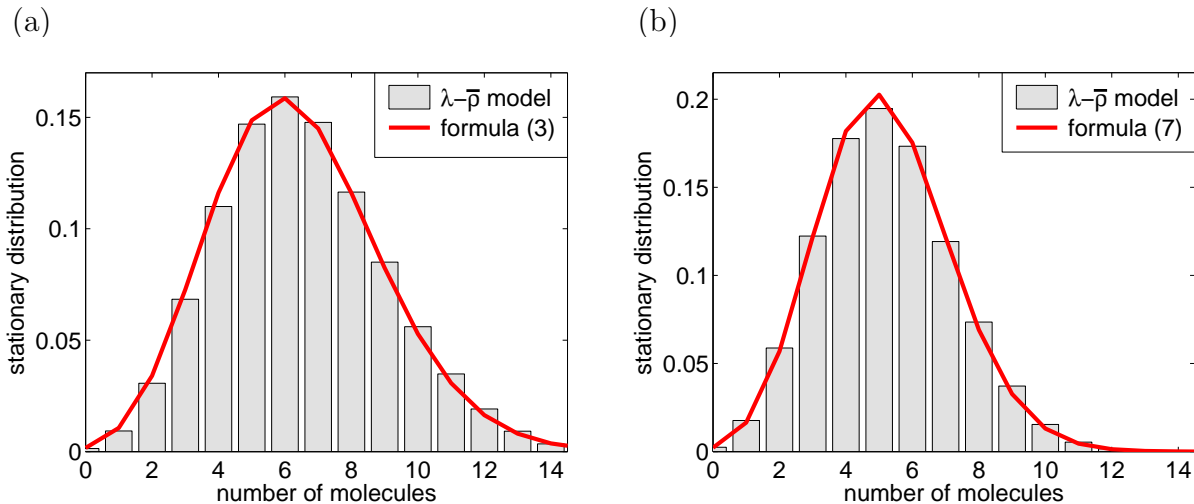 (a)
λ−ρ̅ model
formula (3)
0.15
0.1
0.05
0
stationary distribution
0 2 4 6 8 10 12 14
number of molecules
(b)
λ−ρ̅ model
formula (7)
0.2
0.15
0.1
0.05
0
stationary distribution
0 2 4 6 8 10 12 14
number of molecules